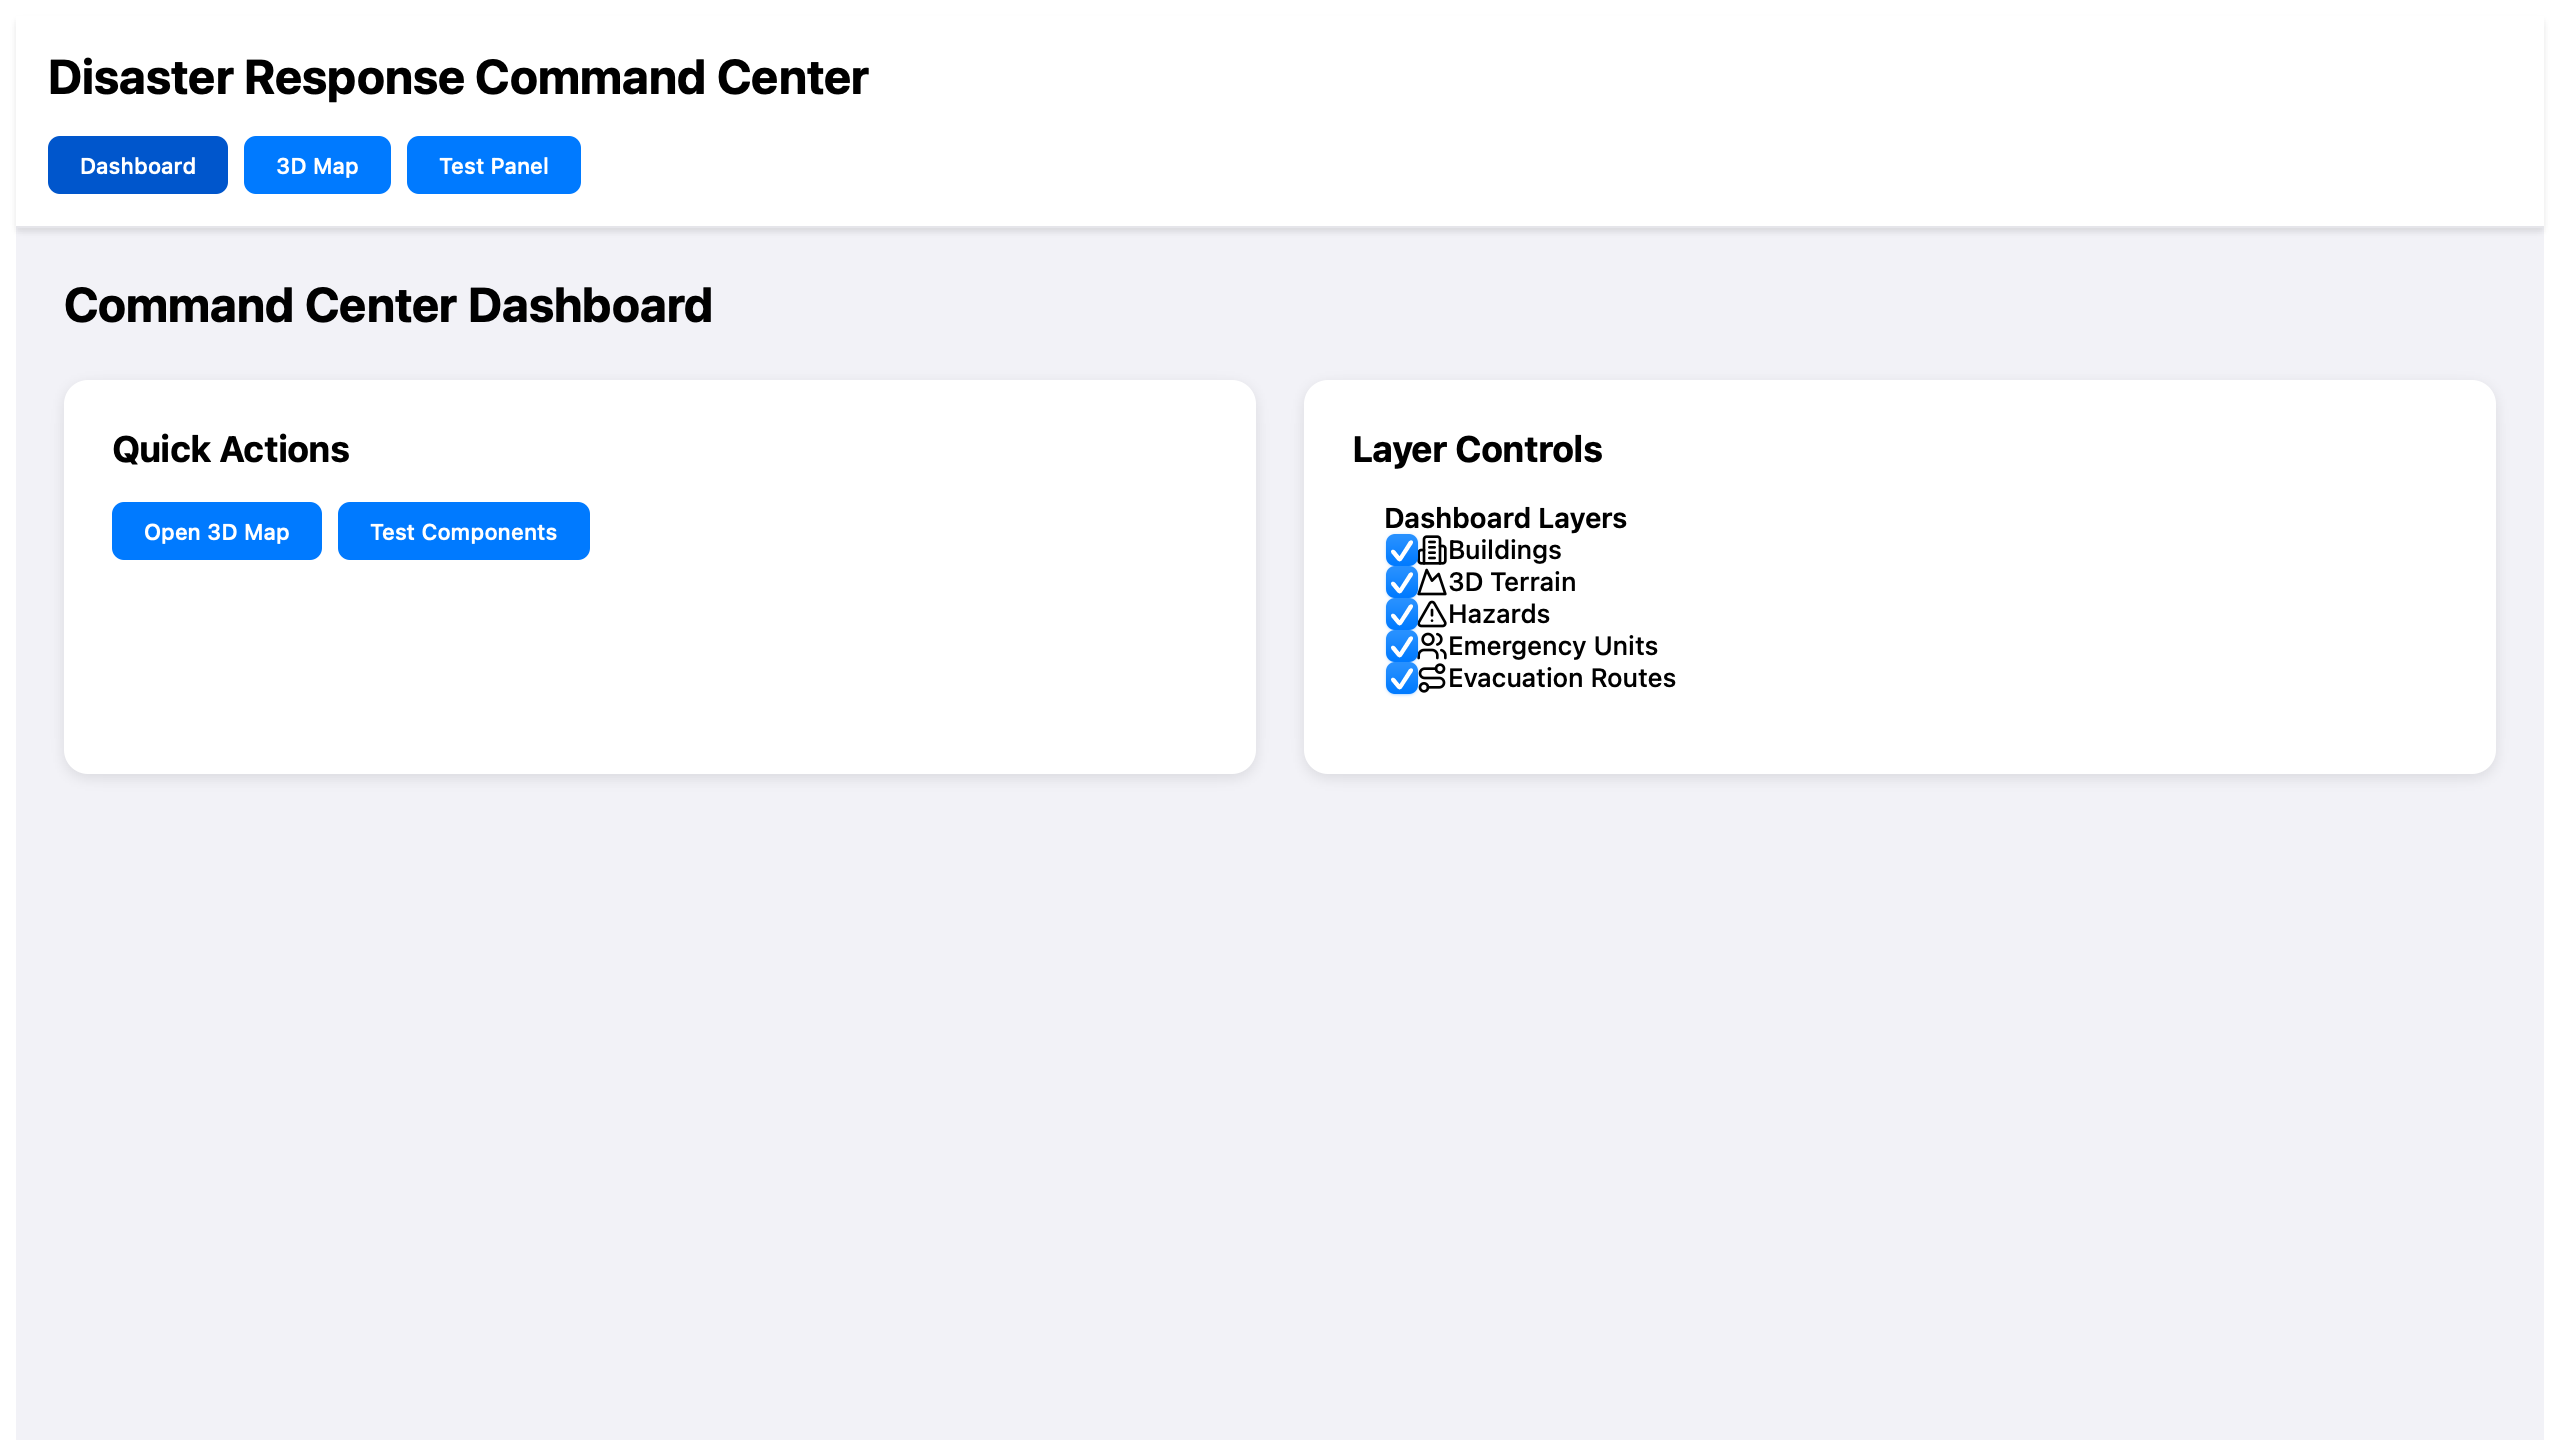 Disaster Response Command Center
Dashboard
3D Map
Test Panel
Command Center Dashboard
Quick Actions
Open 3D Map
Test Components
Layer Controls
Dashboard Layers
Buildings
3D Terrain
Hazards
Emergency Units
Evacuation Routes